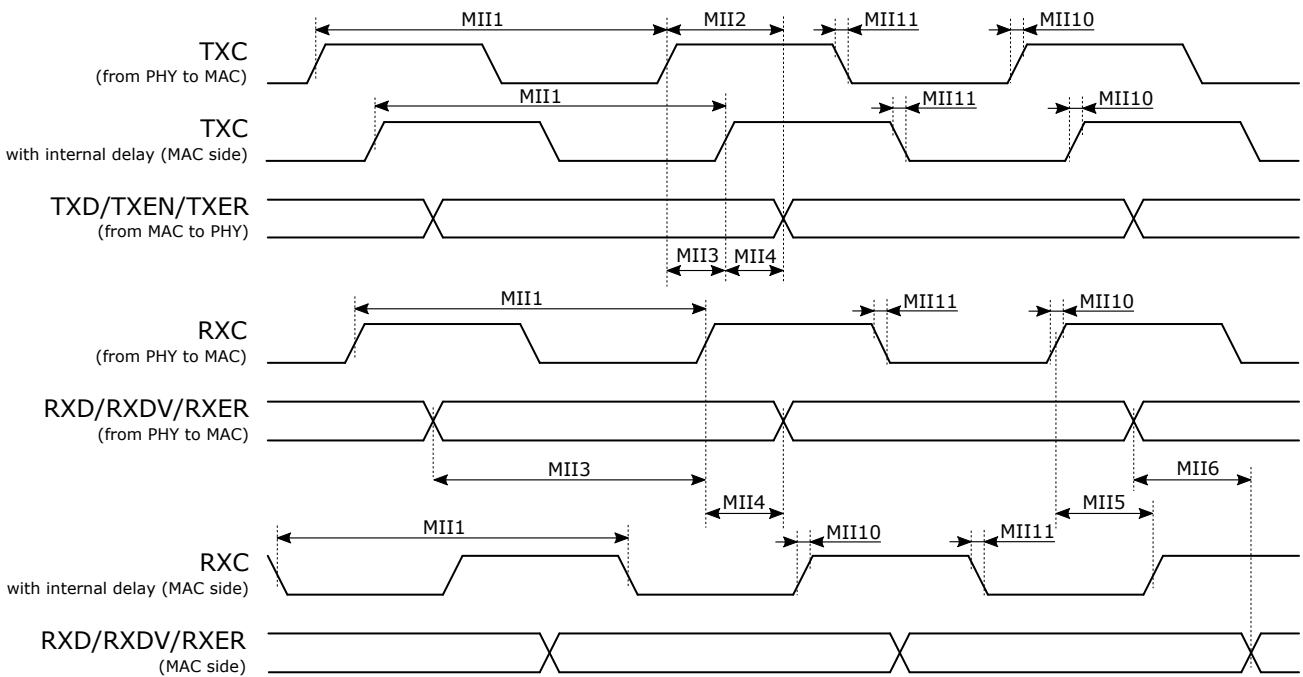 MII1 MII2 MII11 MII10
TXC
(from PHY to MAC)
MII1 MII11 MII10
TXC
with internal delay (MAC side)
TXD/TXEN/TXER
(from MAC to PHY)
MII3 MII4
MII1 MII11 MII10
RXC
(from PHY to MAC)
RXD/RXDV/RXER
(from PHY to MAC)
MII3 MII6
MII4 MII5
MII1 MII10 MII11
RXC
with internal delay (MAC side)
RXD/RXDV/RXER
(MAC side)